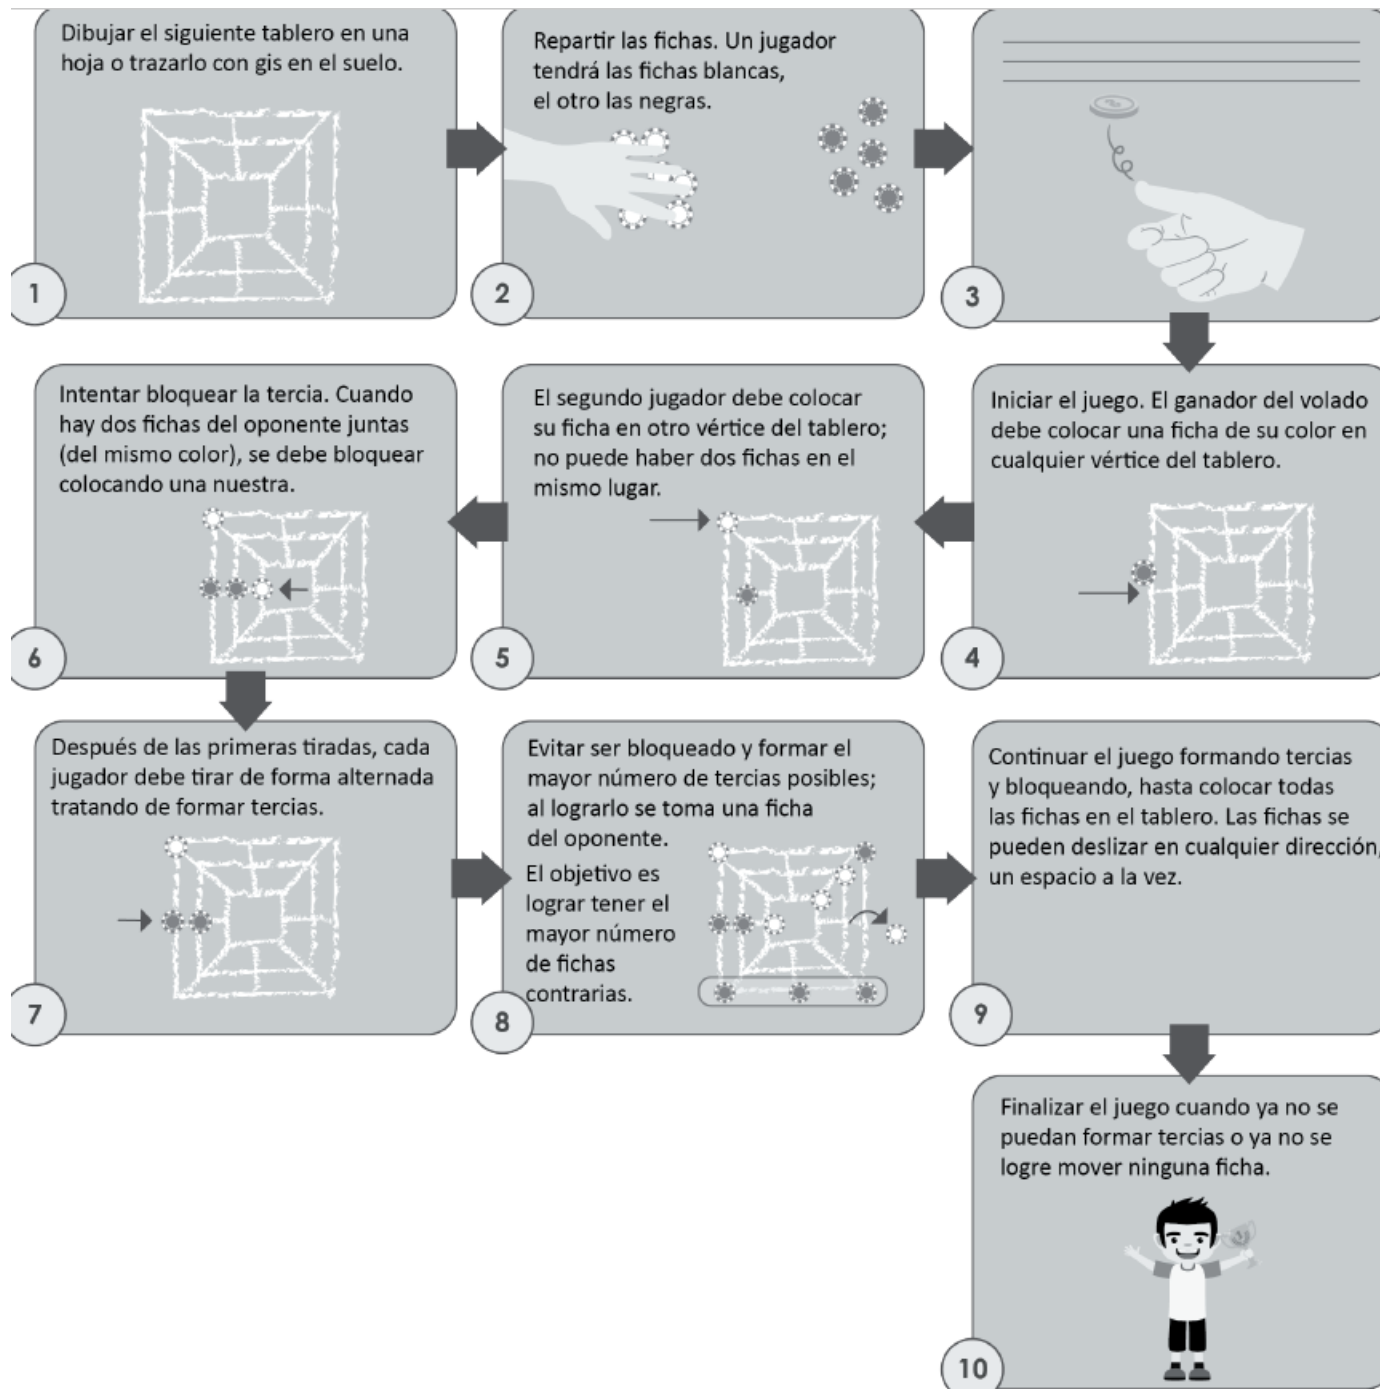 Dibujar el siguiente tablero en una
hoja o trazarlo con gis en el suelo.
1
Repartir las fichas. Un jugador
tendrá las fichas blancas,
el otro las negras.
2
3
Iniciar el juego. El ganador del volado
debe colocar una ficha de su color en
cualquier vértice del tablero.
4
El segundo jugador debe colocar
su ficha en otro vértice del tablero;
no puede haber dos fichas en el
mismo lugar.
5
Intentar bloquear la tercia. Cuando
hay dos fichas del oponente juntas
(del mismo color), se debe bloquear
colocando una nuestra.
6
Después de las primeras tiradas, cada
jugador debe tirar de forma alternada
tratando de formar tercias.
7
Evitar ser bloqueado y formar el
mayor número de tercias posibles;
al lograrlo se toma una ficha
del oponente.
El objetivo es
lograr tener el
mayor número
de fichas
contrarias.
8
Continuar el juego formando tercias
y bloqueando, hasta colocar todas
las fichas en el tablero. Las fichas se
pueden deslizar en cualquier dirección,
un espacio a la vez.
9
Finalizar el juego cuando ya no se
puedan formar tercias o ya no se
logre mover ninguna ficha.
10